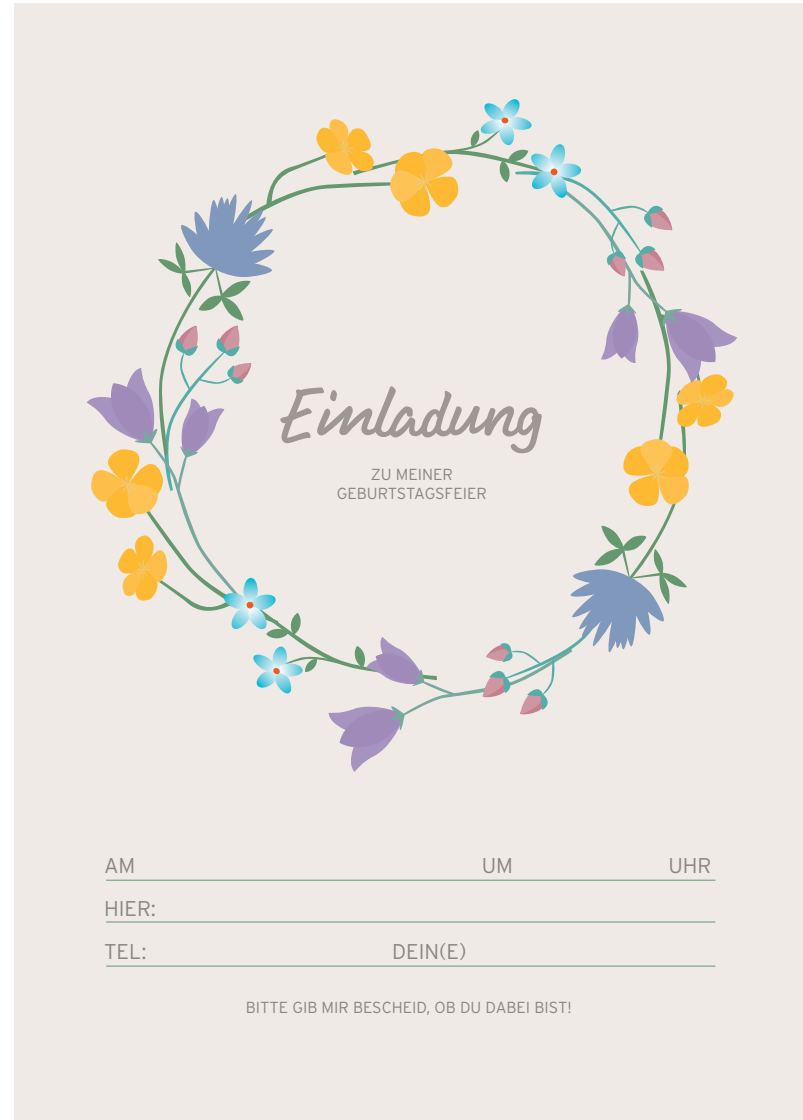 Einladung
ZU MEINER
GEBURTSTAGSFEIER
AM UM UHR
HIER:
TEL: DEIN(E)
BITTE GIB MIR BESCHEID, OB DU DABEI BIST!